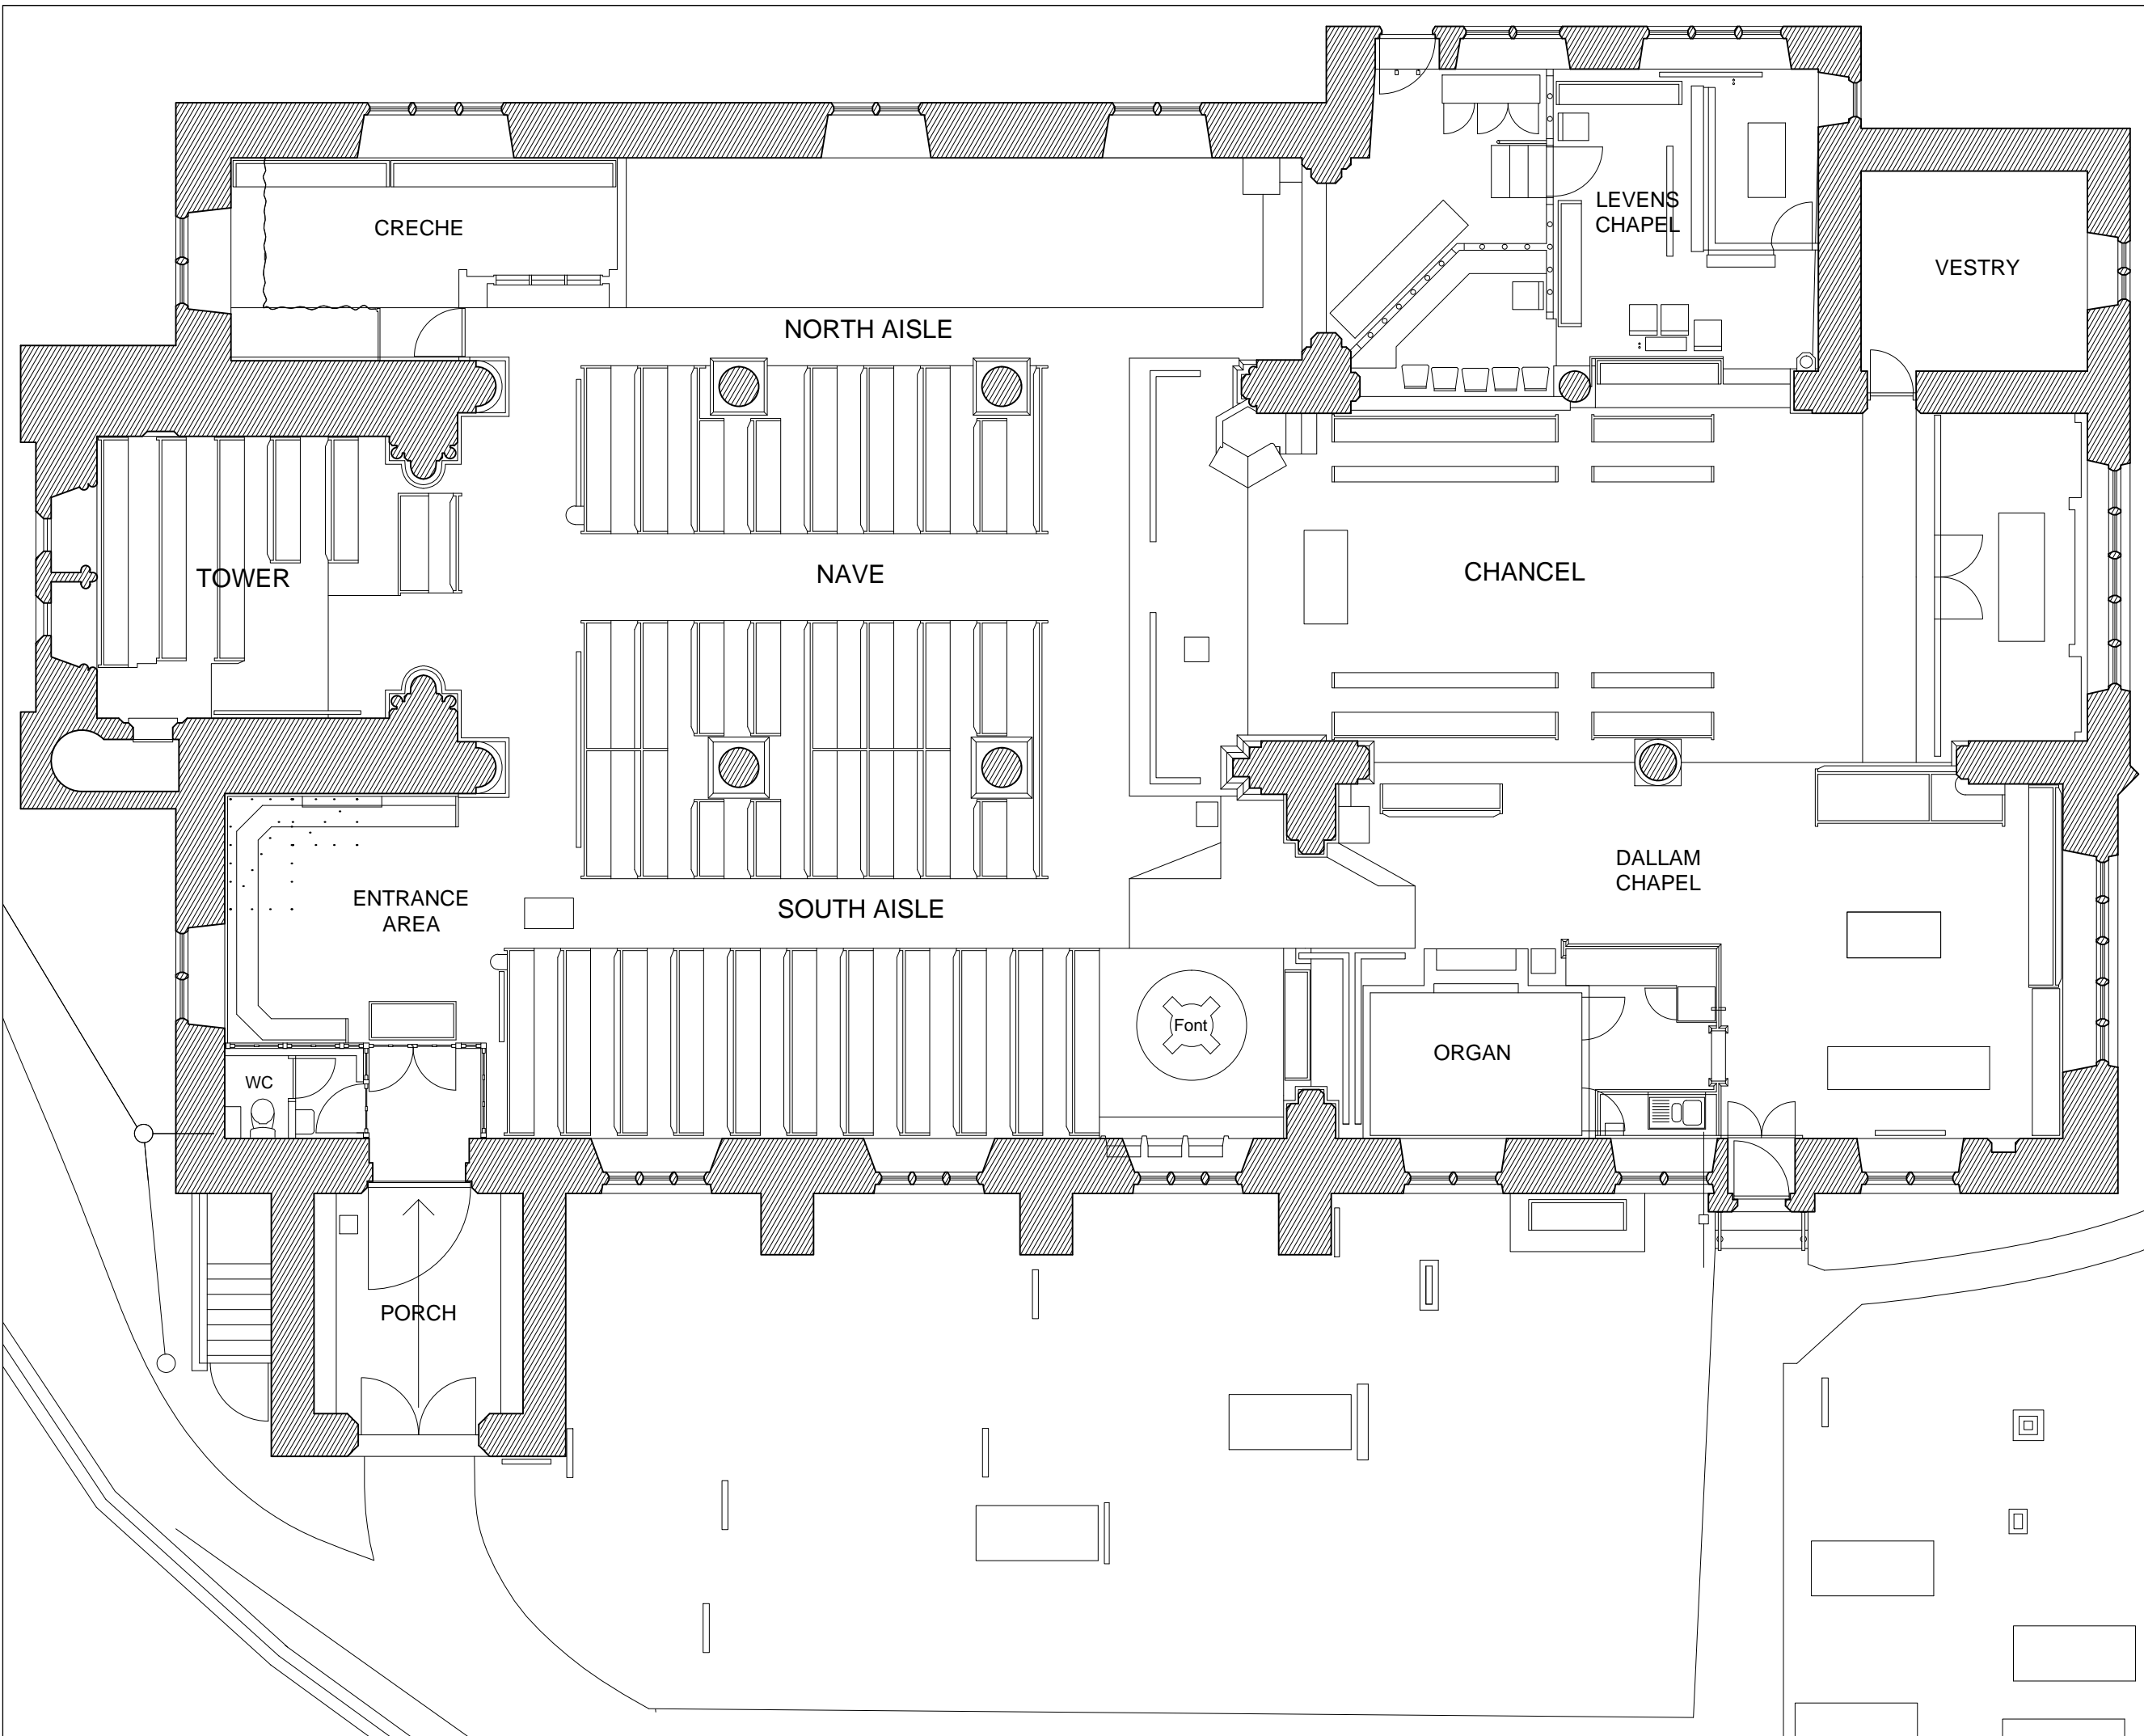 LEVENS
CHAPEL
CRECHE
VESTRY
NORTH AISLE
TOWER
NAVE
CHANCEL
DALLAM
CHAPEL
ENTRANCE
AREA
SOUTH AISLE
Font
ORGAN
WC
PORCH